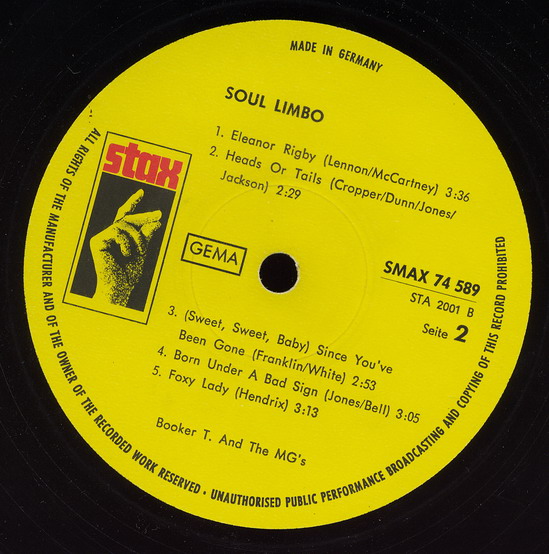 MADE IN GERMANY
SOUL LIMBO
1. Eleanor Rigby (Lennon/McCartney) 3:36
2. Heads Or Tails (Cropper/Dunn/Jones/
Jackson) 2:29
stax
GEMA
SMAX 74 589
STA 2001 B
Seite 2
3. (Sweet, Sweet, Baby) Since You've
Been Gone (Franklin/White) 2:53
4. Born Under A Bad Sign (Jones/Bell) 3:05
5. Foxy Lady (Hendrix) 3:13
Booker T. And The MG's
ALL RIGHTS OF THE MANUFACTURER AND OF THE OWNER OF THE RECORDED WORK RESERVED · UNAUTHORISED PUBLIC PERFORMANCE BROADCASTING AND COPYING OF THIS RECORD PROHIBITED